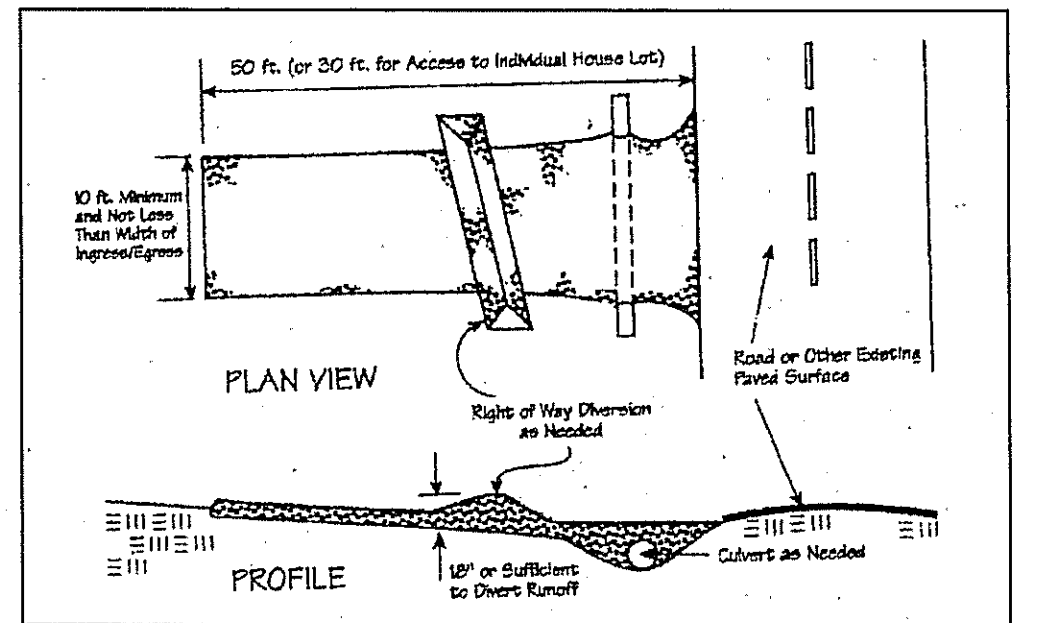 50 ft. (or 30 ft. for Access to Individual House Lot)
10 ft. Minimum
and Not Less
Than Width of
Ingress/Egress
Road or Other Existing
Paved Surface
PLAN VIEW
Right of Way Diversion
as Needed
Culvert as Needed
18" or Sufficient
to Divert Runoff
PROFILE